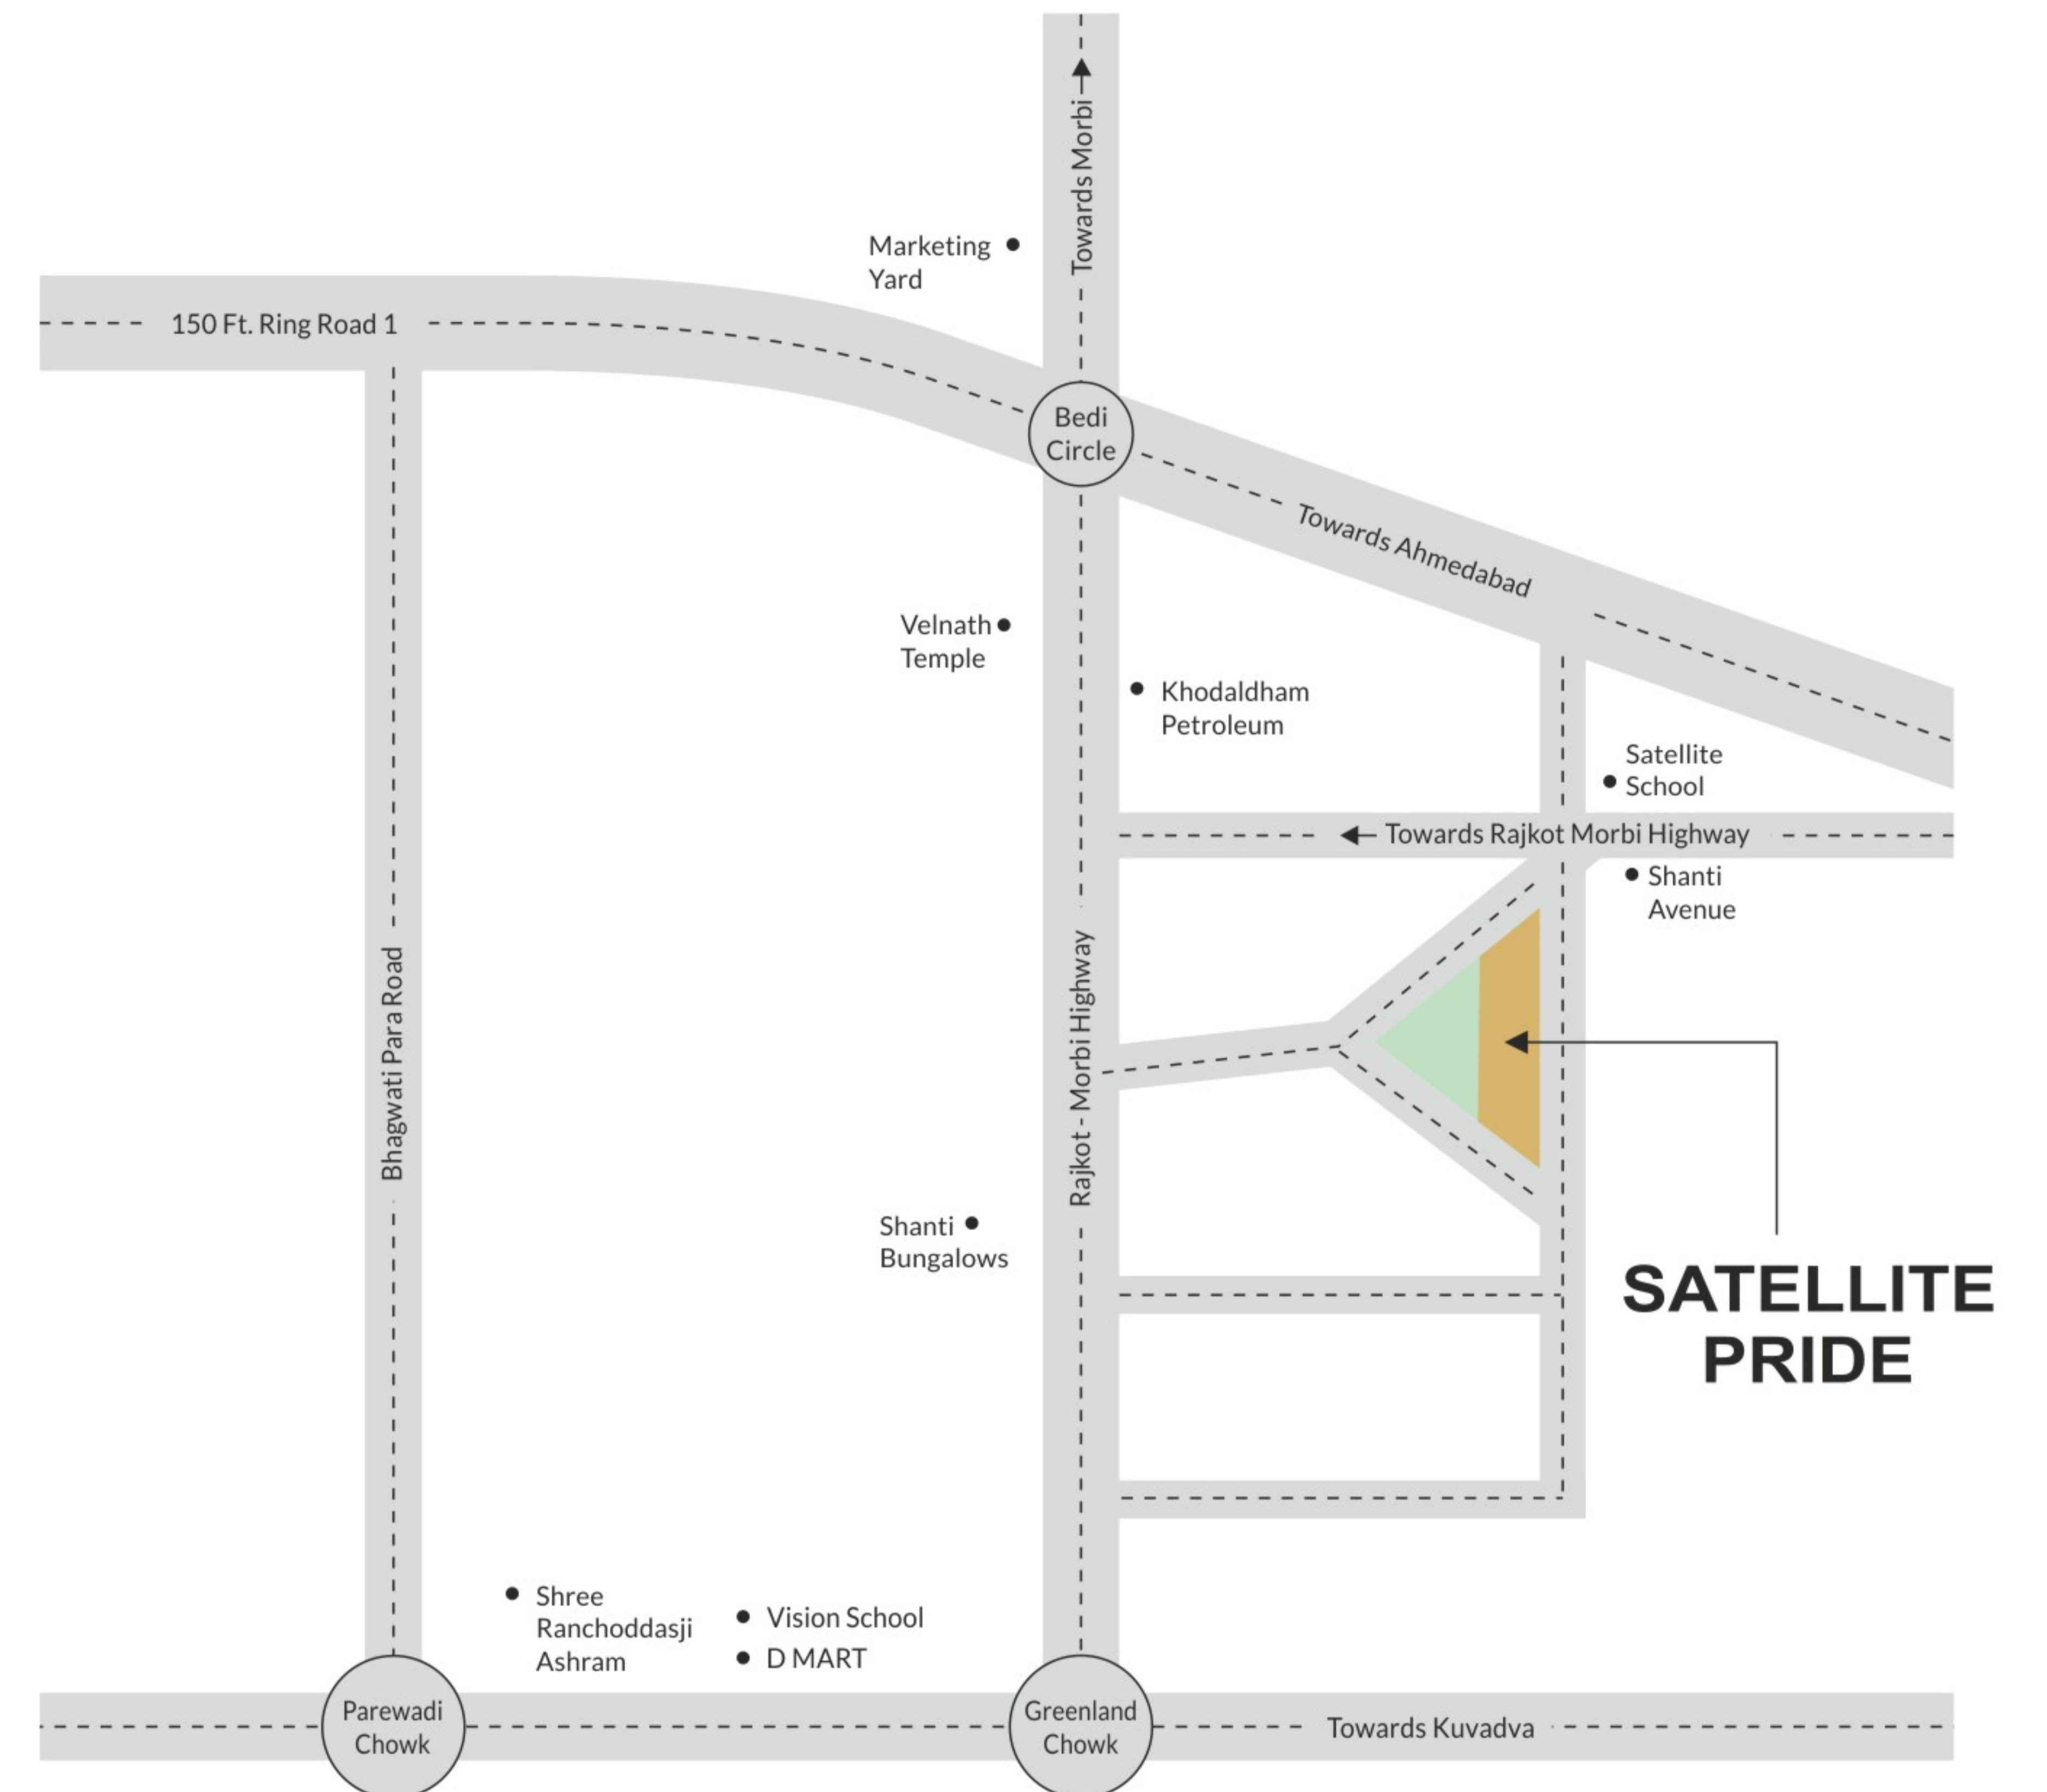 Towards Morbi
Marketing
Yard
150 Ft. Ring Road 1
Bedi
Circle
Towards Ahmedabad
Velnath
Temple
Khodaldham
Petroleum
Satellite
School
Towards Rajkot Morbi Highway
Shanti
Avenue
Bhagwati Para Road
Rajkot - Morbi Highway
Shanti
Bungalows
SATELLITE
PRIDE
Shree
Ranchoddasji
Ashram
Vision School
D MART
Parewadi
Chowk
Greenland
Chowk
Towards Kuvadva